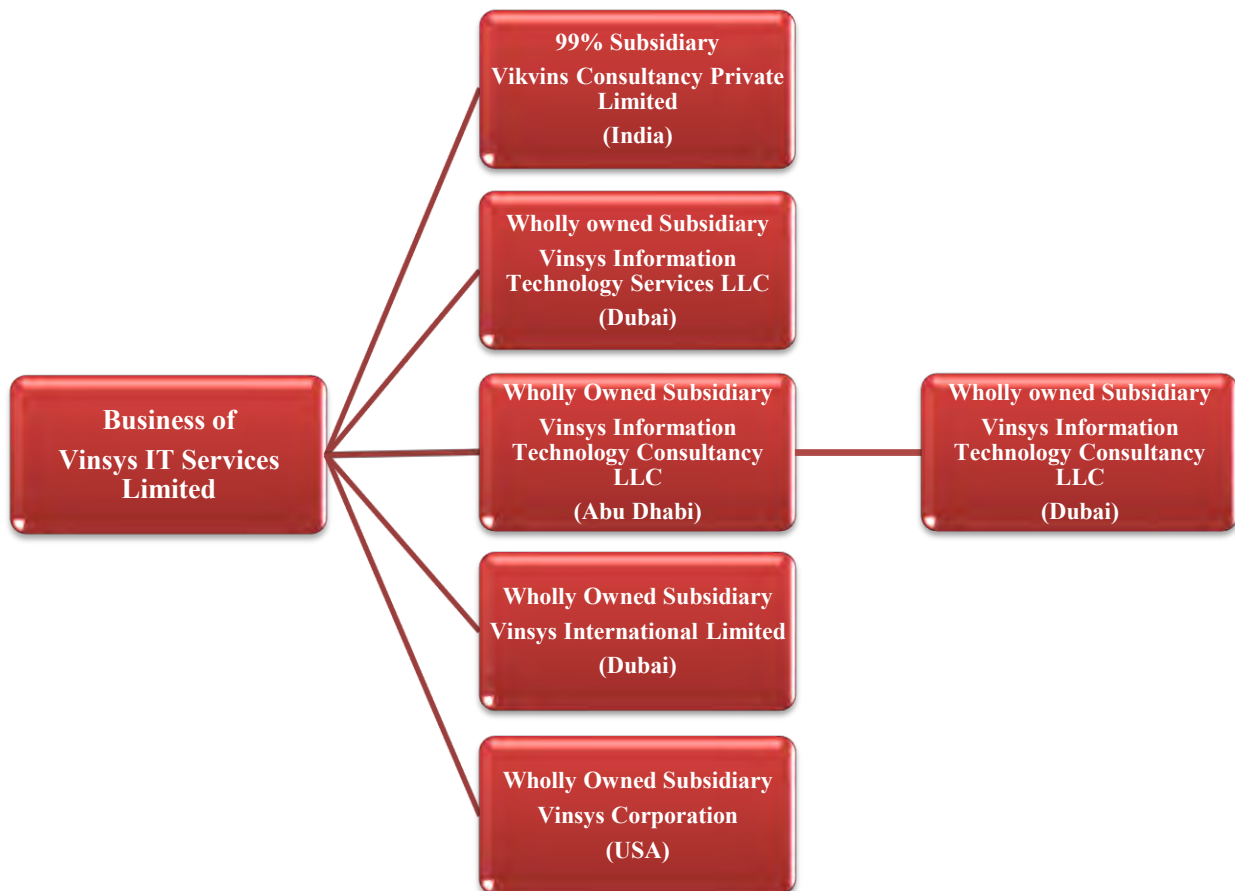 99% Subsidiary
Vikvins Consultancy Private
Limited
(India)
Wholly owned Subsidiary
Vinsys Information
Technology Services LLC
(Dubai)
Business of
Vinsys IT Services
Limited
Wholly Owned Subsidiary
Vinsys Information
Technology Consultancy
LLC
(Abu Dhabi)
Wholly owned Subsidiary
Vinsys Information
Technology Consultancy
LLC
(Dubai)
Wholly Owned Subsidiary
Vinsys International Limited
(Dubai)
Wholly Owned Subsidiary
Vinsys Corporation
(USA)